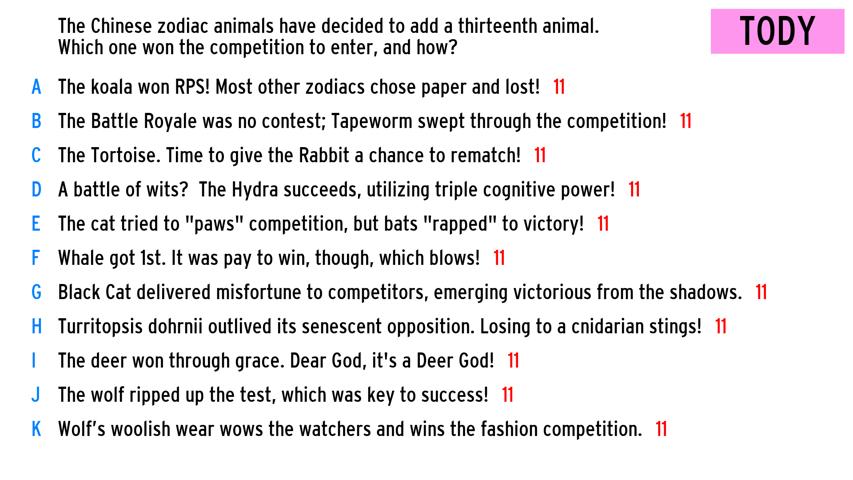 The Chinese zodiac animals have decided to add a thirteenth animal.
Which one won the competition to enter, and how?
TODY
A The koala won RPS! Most other zodiacs chose paper and lost! 11
B The Battle Royale was no contest; Tapeworm swept through the competition! 11
C The Tortoise. Time to give the Rabbit a chance to rematch! 11
D A battle of wits?  The Hydra succeeds, utilizing triple cognitive power! 11
E The cat tried to "paws" competition, but bats "rapped" to victory! 11
F Whale got 1st. It was pay to win, though, which blows! 11
G Black Cat delivered misfortune to competitors, emerging victorious from the shadows. 11
H Turritopsis dohrnii outlived its senescent opposition. Losing to a cnidarian stings! 11
I The deer won through grace. Dear God, it's a Deer God! 11
J The wolf ripped up the test, which was key to success! 11
K Wolf’s woolish wear wows the watchers and wins the fashion competition. 11